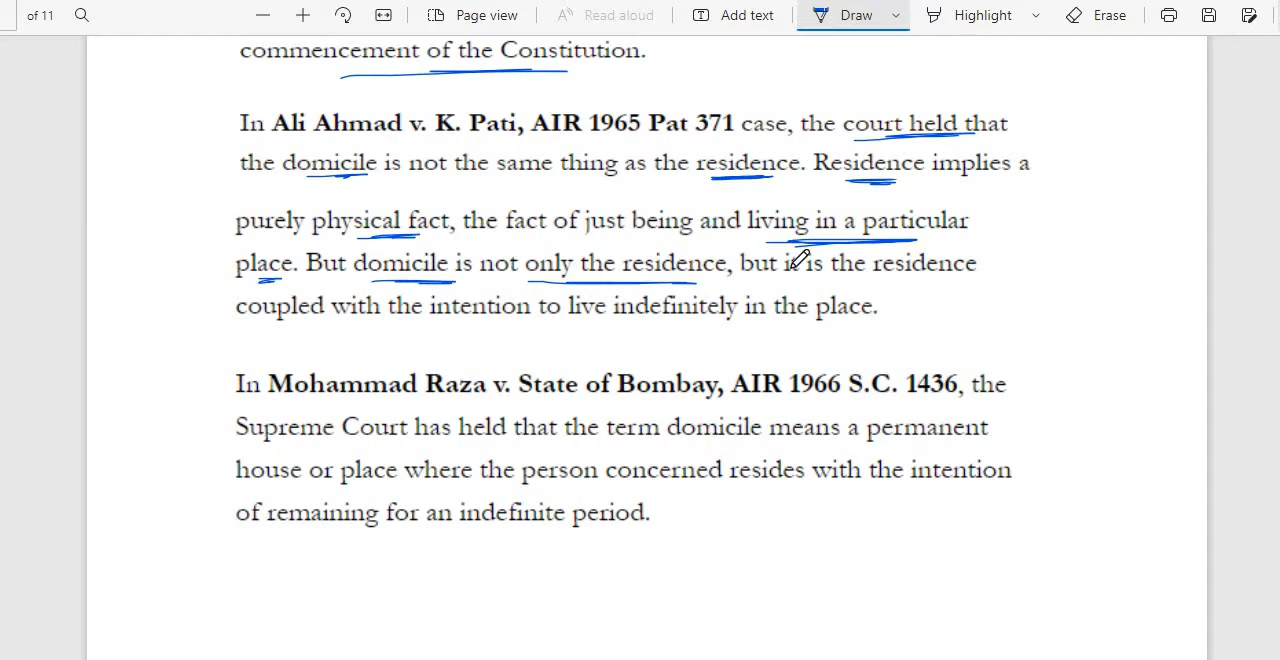 of 11 Page view Read aloud Add text Draw Highlight Erase
commencement of the Constitution.
In Ali Ahmad v. K. Pati, AIR 1965 Pat 371 case, the court held that
the domicile is not the same thing as the residence. Residence implies a
purely physical fact, the fact of just being and living in a particular
place. But domicile is not only the residence, but it is the residence
coupled with the intention to live indefinitely in the place.
In Mohammad Raza v. State of Bombay, AIR 1966 S.C. 1436, the
Supreme Court has held that the term domicile means a permanent
house or place where the person concerned resides with the intention
of remaining for an indefinite period.